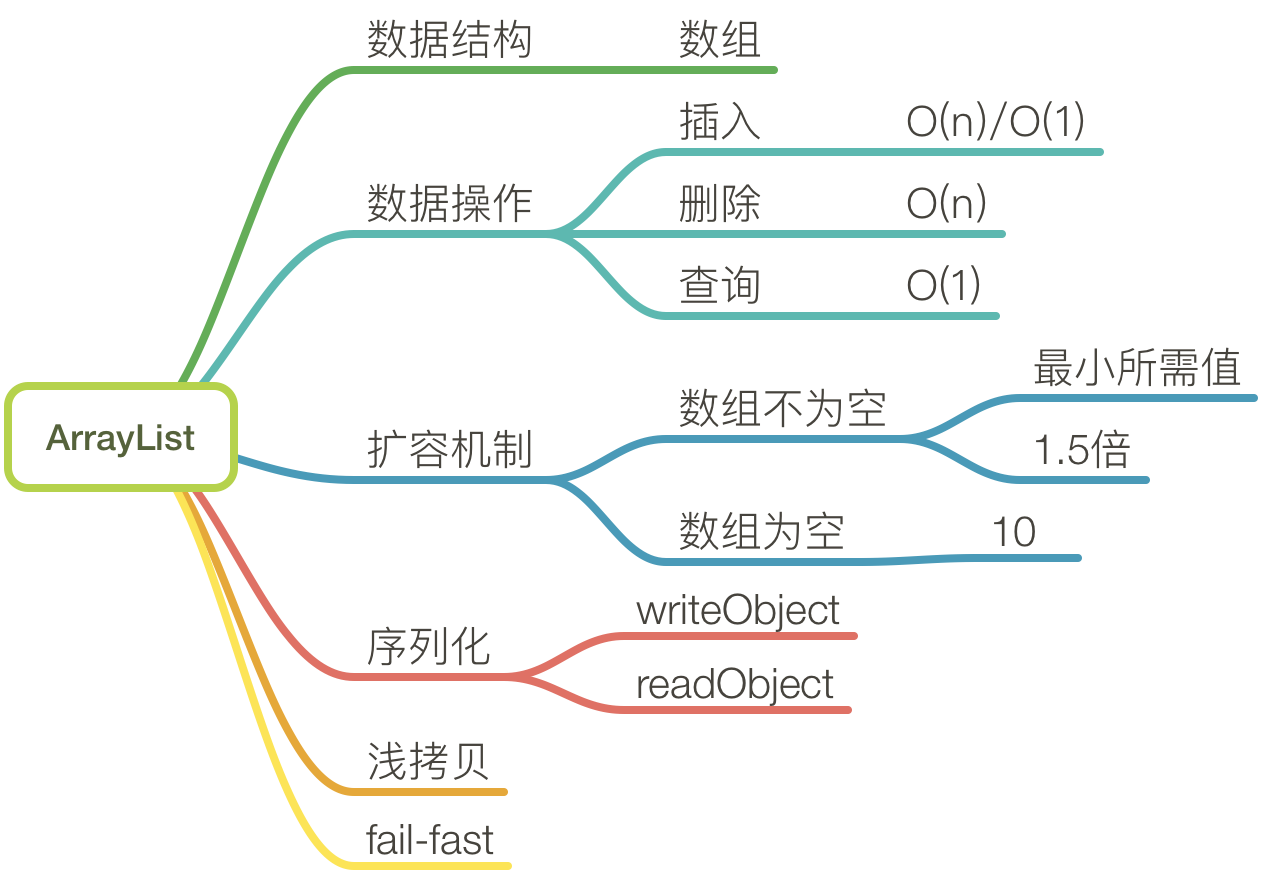 数据结构 数组
插入 O(n)/O(1)
数据操作 删除 O(n)
查询 O(1)
最小所需值
数组不为空
ArrayList
扩容机制 1.5倍
数组为空 10
writeObject
序列化
readObject
浅拷贝
fail-fast